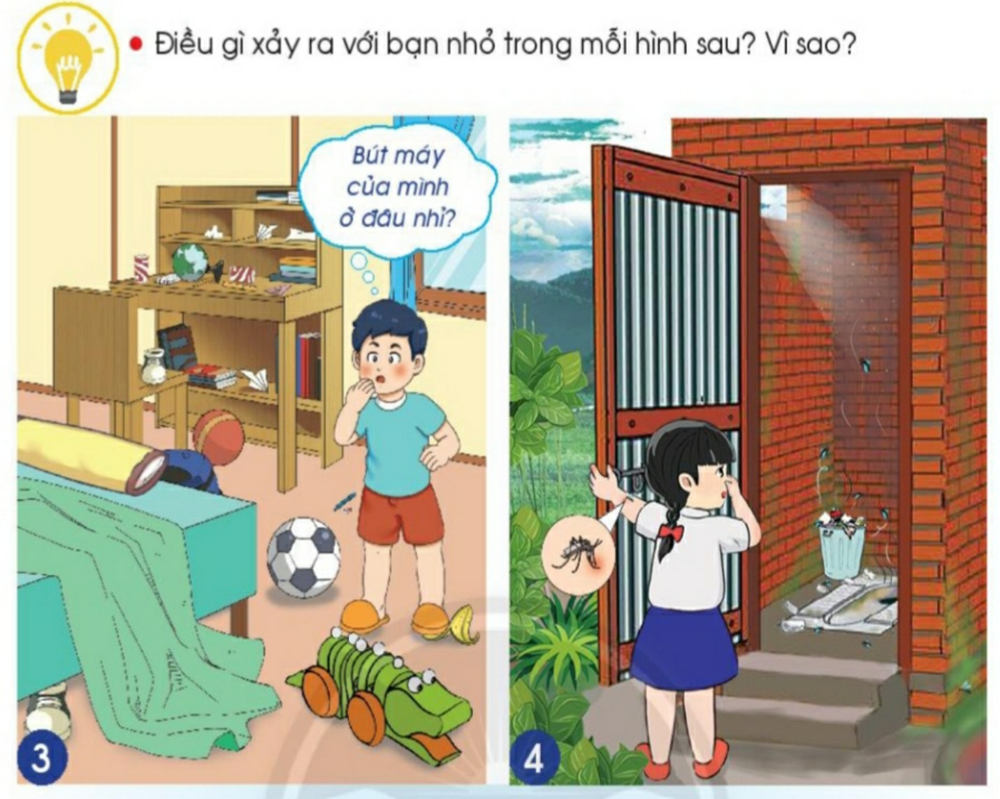 • Điều gì xảy ra với bạn nhỏ trong mỗi hình sau? Vì sao?
Bút máy
của mình
ở đâu nhỉ?
3
4